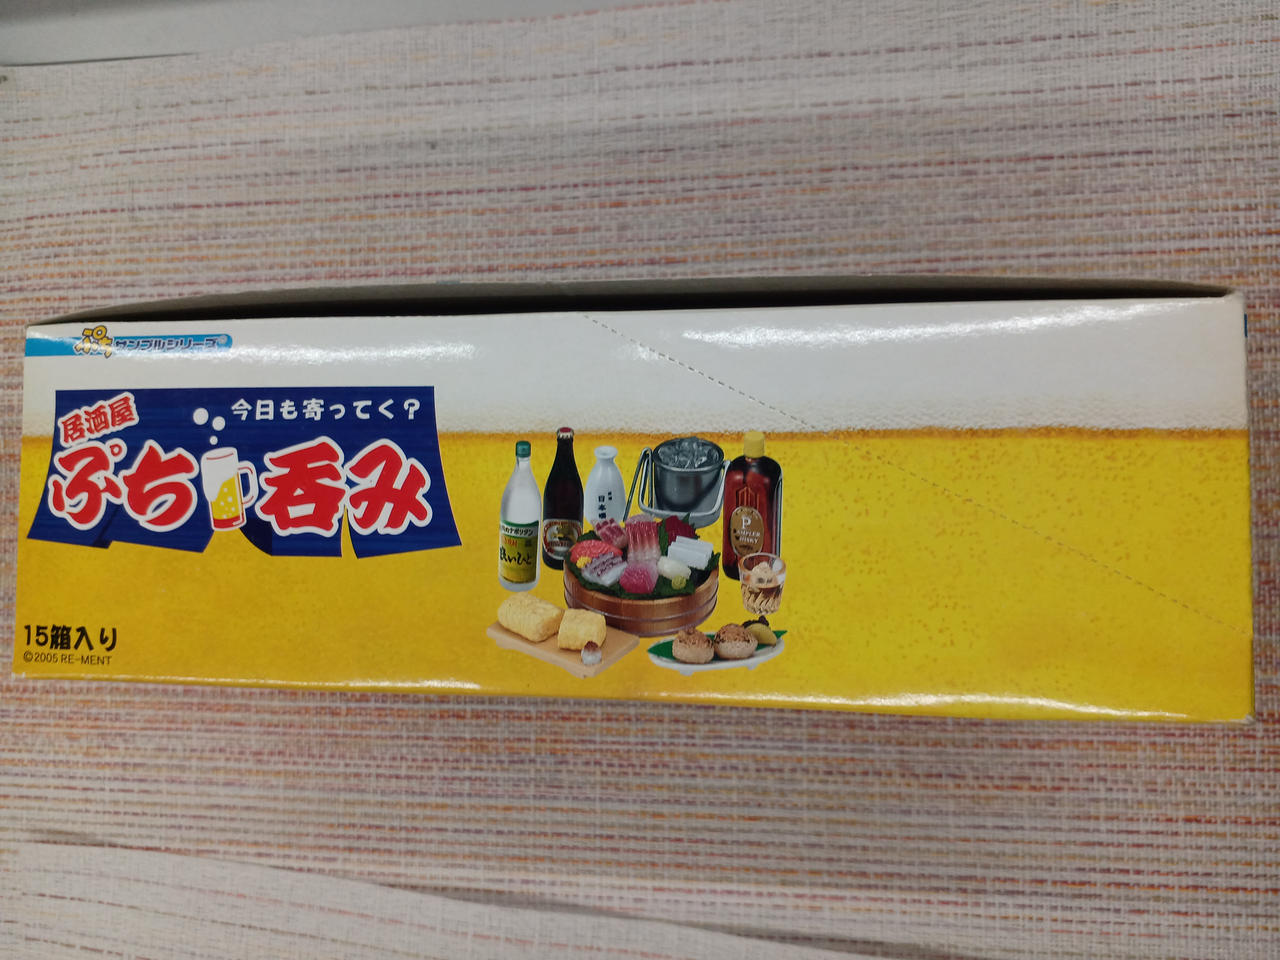 ぷちサンプルシリーズ
居酒屋
今日も寄ってく?
ぷち呑み
日本
P
15箱入り
©2005 RE-MENT